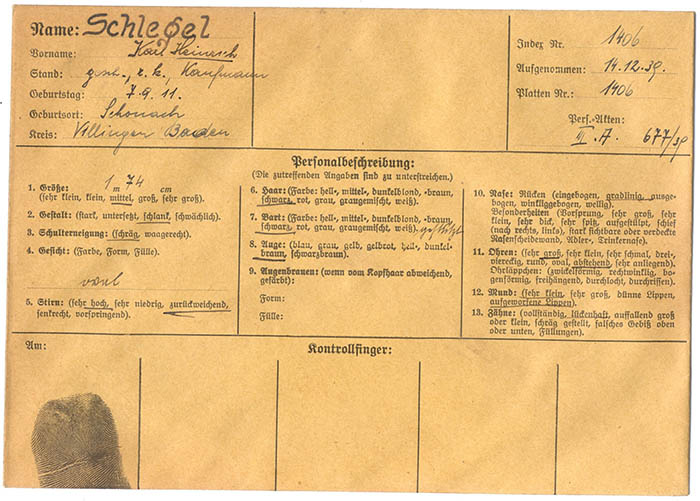 Name: Schlegel
Vorname: Karl Heinrich
Stand: gesch., r.k., Kaufmann
Geburtstag: 7.9.11.
Geburtsort: Schonach
Kreis: Villingen Baden
Index Nr. 1406
Aufgenommen: 14.12.39.
Platten Nr.: 1406
Pers.-Akten:
III. A. 677/39
Personalbeschreibung:
(Die zutreffenden Angaben sind zu unterstreichen.)
1. Größe: 1 m 74 cm
(sehr klein, klein, mittel, groß, sehr groß).
2. Gestalt: (stark, untersetzt, schlank, schwächlich).
3. Schulterneigung: (schräg, waagerecht).
4. Gesicht: (Farbe, Form, Fülle).
oval
5. Stirn: (sehr hoch, sehr niedrig, zurückweichend,
senkrecht, vorspringend).
6. Haar: (Farbe: hell-, mittel-, dunkelblond, -braun,
schwarz, rot, grau, graugemischt, weiß).
7. Bart: (Farbe: hell-, mittel-, dunkelblond, -braun,
schwarz, rot, grau, graugemischt, weiß). gestutzt
8. Auge: (blau, grau, gelb, gelbrot, hell-, dunkel-
braun, schwarzbraun).
9. Augenbrauen: (wenn vom Kopfhaar abweichend,
gefärbt):
Form:
Fülle:
10. Nase: Rücken (eingebogen, gradlinig, ausge-
bogen, winkliggebogen, wellig).
Besonderheiten (Vorsprung, sehr groß, sehr
klein, sehr dick, sehr spitz, aufgestülpt, schief
(nach rechts, links), stark sichtbare oder verdeckte
Nasenscheidewand, Adler-, Trinkernase).
11. Ohren: (sehr groß, sehr klein, sehr schmal, drei-
viereckig, rund, oval, abstehend, sehr anliegend).
Ohrläppchen: (zwickelförmig, rechtwinklig, bo-
genförmig, freihängend, durchlocht, durchrissen).
12. Mund: (sehr klein, sehr groß, dünne Lippen,
aufgeworfene Lippen).
13. Zähne: (vollständig, lückenhaft, auffallend groß
oder klein, schräg gestellt, falsches Gebiß oben
oder unten, Füllungen).
Am:
Kontrollfinger: